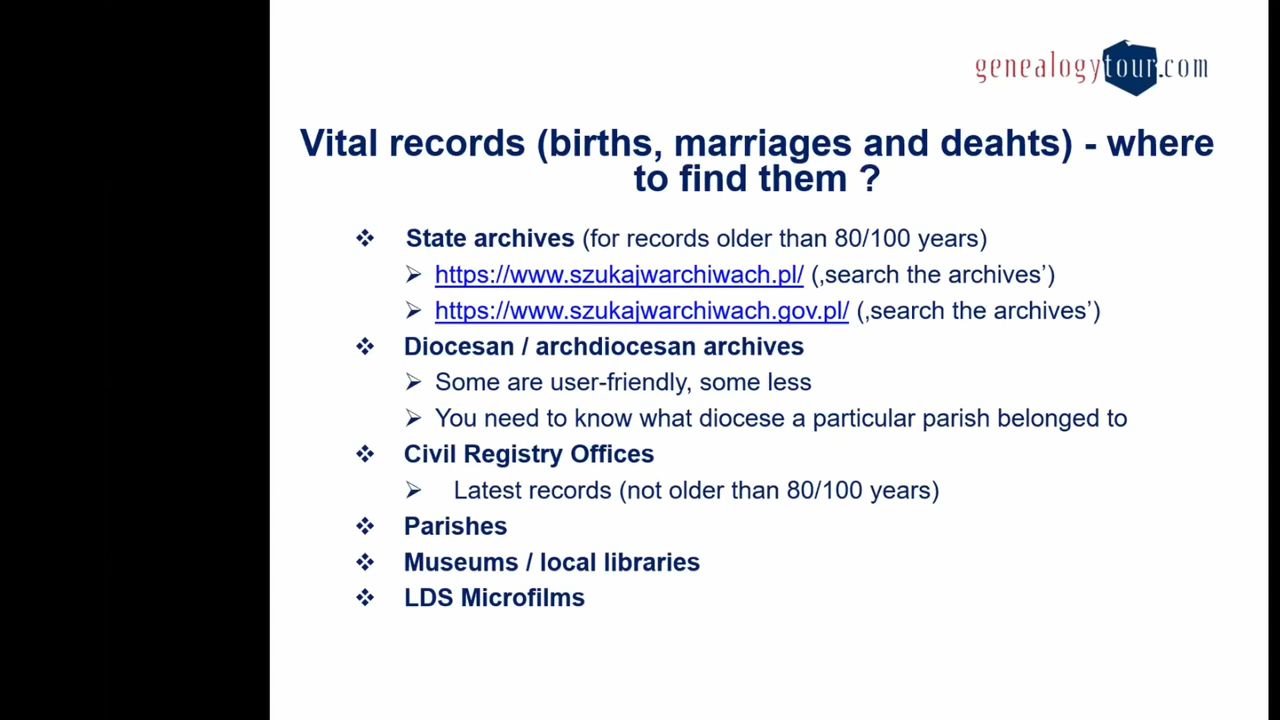 genealogytour.com
Vital records (births, marriages and deahts) - where
to find them ?
❖ State archives (for records older than 80/100 years)
➢ https://www.szukajwarchiwach.pl/ (‚search the archives’)
➢ https://www.szukajwarchiwach.gov.pl/ (‚search the archives’)
❖ Diocesan / archdiocesan archives
➢ Some are user-friendly, some less
➢ You need to know what diocese a particular parish belonged to
❖ Civil Registry Offices
➢ Latest records (not older than 80/100 years)
❖ Parishes
❖ Museums / local libraries
❖ LDS Microfilms